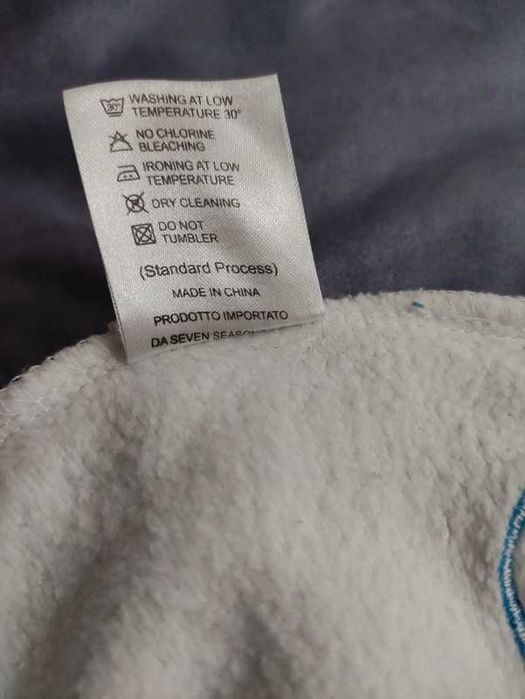 30°
WASHING AT LOW
TEMPERATURE 30°
NO CHLORINE
BLEACHING
IRONING AT LOW
TEMPERATURE
DRY CLEANING
DO NOT
TUMBLER
(Standard Process)
MADE IN CHINA
PRODOTTO IMPORTATO
DA SEVEN